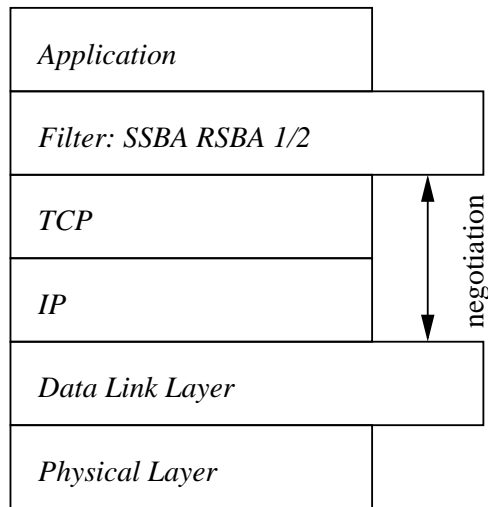 Application
Filter: SSBA RSBA 1/2
TCP
negotiation
IP
Data Link Layer
Physical Layer